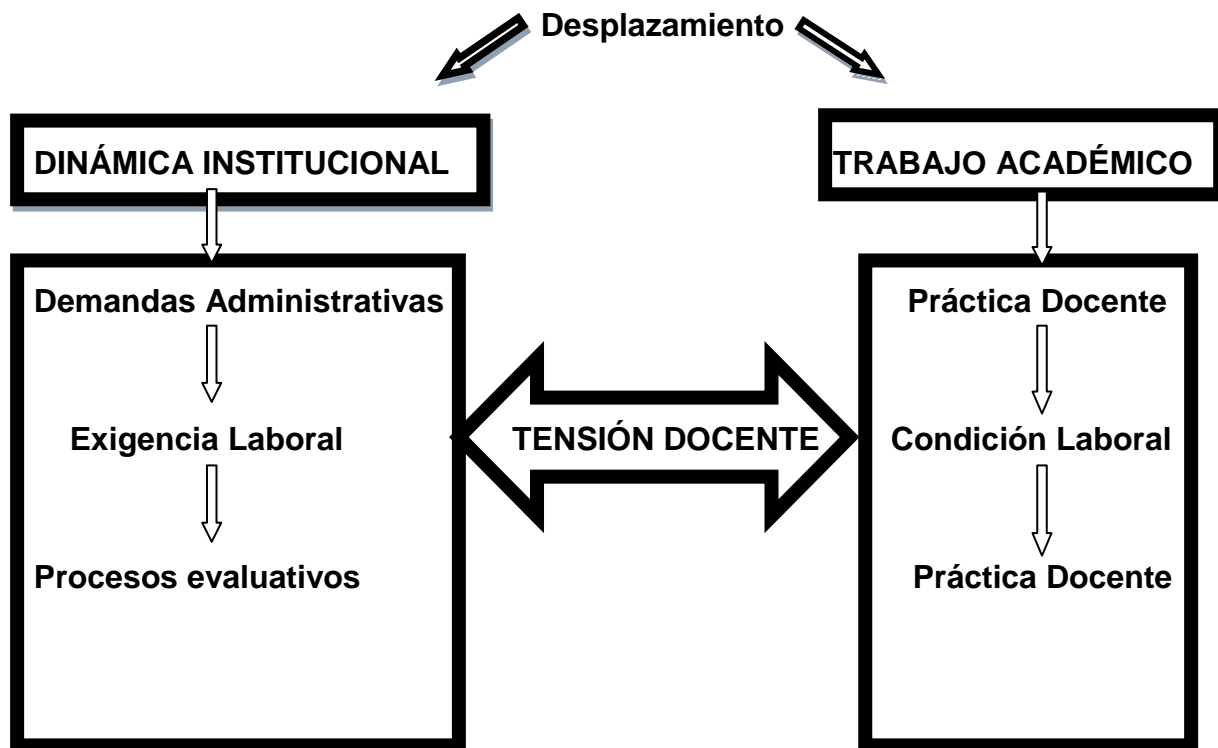 Desplazamiento
DINÁMICA INSTITUCIONAL
TRABAJO ACADÉMICO
Demandas Administrativas
Práctica Docente
Exigencia Laboral
TENSIÓN DOCENTE
Condición Laboral
Procesos evaluativos
Práctica Docente